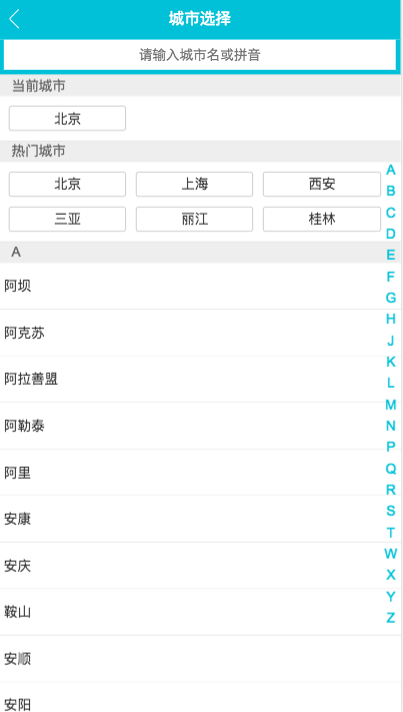 城市选择
请输入城市名或拼音
当前城市
北京
热门城市
北京 上海 西安
三亚 丽江 桂林
A
阿坝
阿克苏
阿拉善盟
阿勒泰
阿里
安康
安庆
鞍山
安顺
安阳
A
B
C
D
E
F
G
H
J
K
L
M
N
P
Q
R
S
T
W
X
Y
Z